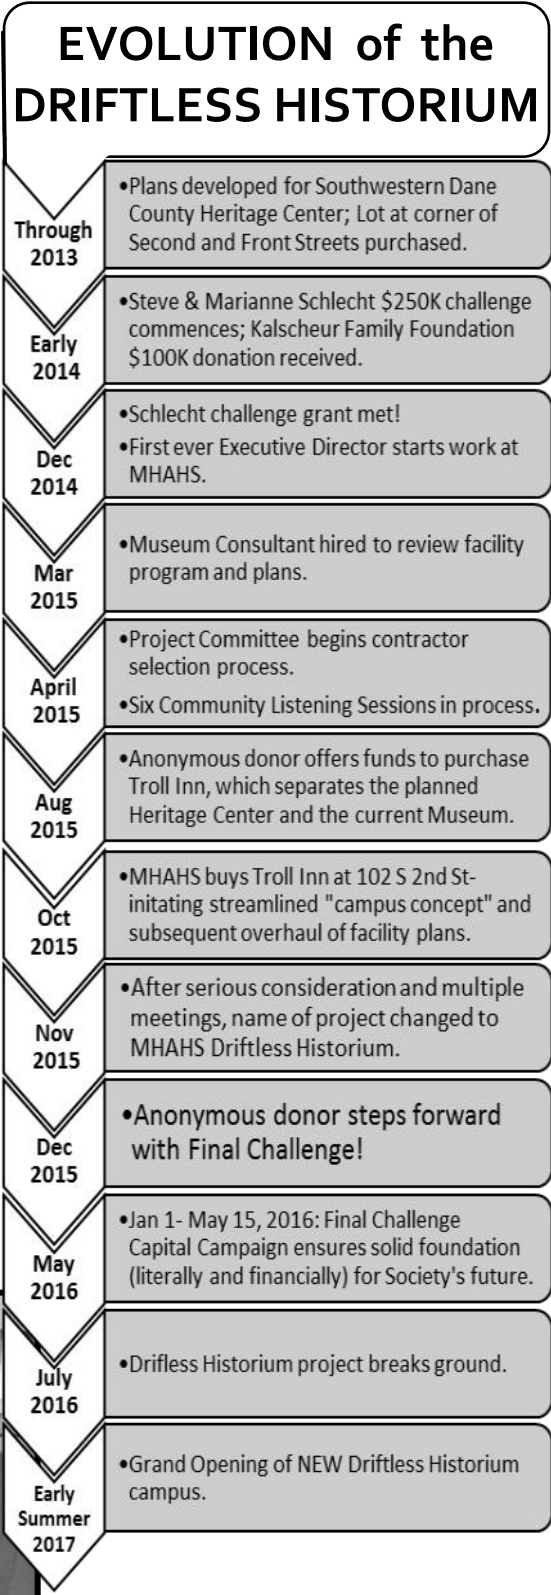 EVOLUTION of the
DRIFTLESS HISTORIUM
Through
2013
•Plans developed for Southwestern Dane
County Heritage Center; Lot at corner of
Second and Front Streets purchased.
Early
2014
•Steve & Marianne Schlecht $250K challenge
commences; Kalscheur Family Foundation
$100K donation received.
Dec
2014
•Schlecht challenge grant met!
•First ever Executive Director starts work at
MHAHS.
Mar
2015
•Museum Consultant hired to review facility
program and plans.
April
2015
•Project Committee begins contractor
selection process.
•Six Community Listening Sessions in process.
Aug
2015
•Anonymous donor offers funds to purchase
Troll Inn, which separates the planned
Heritage Center and the current Museum.
Oct
2015
•MHAHS buys Troll Inn at 102 S 2nd St-
initating streamlined "campus concept" and
subsequent overhaul of facility plans.
Nov
2015
•After serious consideration and multiple
meetings, name of project changed to
MHAHS Driftless Historium.
Dec
2015
•Anonymous donor steps forward
with Final Challenge!
May
2016
•Jan 1- May 15, 2016: Final Challenge
Capital Campaign ensures solid foundation
(literally and financially) for Society's future.
July
2016
•Drifless Historium project breaks ground.
Early
Summer
2017
•Grand Opening of NEW Driftless Historium
campus.